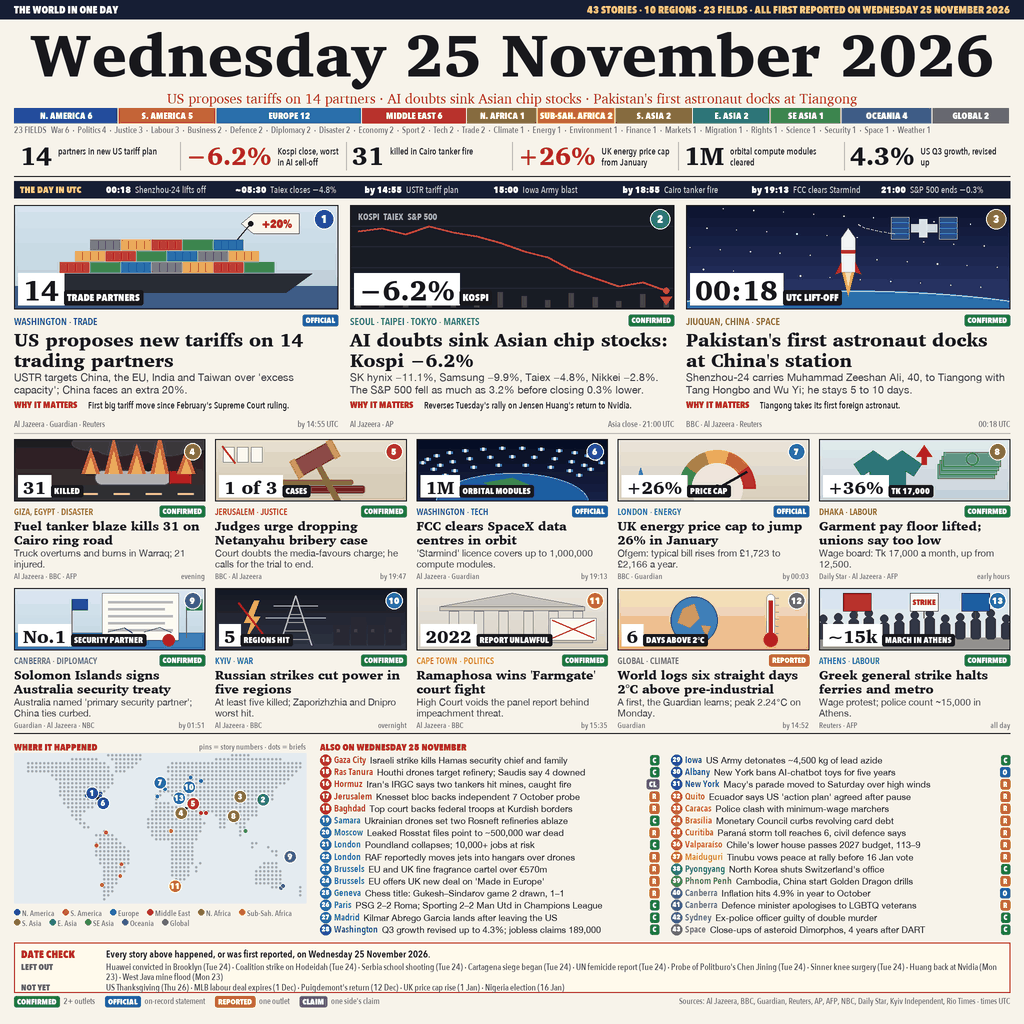 THE WORLD IN ONE DAY
43 STORIES · 10 REGIONS · 23 FIELDS · ALL FIRST REPORTED ON WEDNESDAY 25 NOVEMBER 2026
Wednesday 25 November 2026
US proposes tariffs on 14 partners · AI doubts sink Asian chip stocks · Pakistan's first astronaut docks at Tiangong
N. AMERICA 6
S. AMERICA 5
EUROPE 12
MIDDLE EAST 6
N. AFRICA 1
SUB-SAH. AFRICA 2
S. ASIA 2
E. ASIA 2
SE ASIA 1
OCEANIA 4
GLOBAL 2
23 FIELDS War 6 · Politics 4 · Justice 3 · Labour 3 · Business 2 · Defence 2 · Diplomacy 2 · Disaster 2 · Economy 2 · Sport 2 · Tech 2 · Trade 2 · Climate 1 · Energy 1 · Environment 1 · Finance 1 · Markets 1 · Migration 1 · Rights 1 · Science 1 · Security 1 · Space 1 · Weather 1
14 partners in new US tariff plan
−6.2% Kospi close, worst in AI sell-off
31 killed in Cairo tanker fire
+26% UK energy price cap from January
1M orbital compute modules cleared
4.3% US Q3 growth, revised up
THE DAY IN UTC
00:18 Shenzhou-24 lifts off
~05:30 Taiex closes −4.8%
by 14:55 USTR tariff plan
15:00 Iowa Army blast
by 18:55 Cairo tanker fire
by 19:13 FCC clears Starmind
21:00 S&P 500 ends −0.3%
+20%
1
14 TRADE PARTNERS
WASHINGTON · TRADE
OFFICIAL
US proposes new tariffs on 14
trading partners
USTR targets China, the EU, India and Taiwan over 'excess
capacity'; China faces an extra 20%.
WHY IT MATTERS First big tariff move since February's Supreme Court ruling.
Al Jazeera · Guardian · Reuters
by 14:55 UTC
KOSPI TAIEX S&P 500
2
−6.2% KOSPI
SEOUL · TAIPEI · TOKYO · MARKETS
CONFIRMED
AI doubts sink Asian chip stocks:
Kospi −6.2%
SK hynix −11.1%, Samsung −9.9%, Taiex −4.8%, Nikkei −2.8%.
The S&P 500 fell as much as 3.2% before closing 0.3% lower.
WHY IT MATTERS Reverses Tuesday's rally on Jensen Huang's return to Nvidia.
Al Jazeera · AP
Asia close · 21:00 UTC
3
00:18 UTC LIFT-OFF
JIUQUAN, CHINA · SPACE
CONFIRMED
Pakistan's first astronaut docks
at China's station
Shenzhou-24 carries Muhammad Zeeshan Ali, 40, to Tiangong with
Tang Hongbo and Wu Yi; he stays 5 to 10 days.
WHY IT MATTERS Tiangong takes its first foreign astronaut.
BBC · Al Jazeera · Reuters
00:18 UTC
4
31 KILLED
GIZA, EGYPT · DISASTER
CONFIRMED
Fuel tanker blaze kills 31 on
Cairo ring road
Truck overturns and burns in Warraq; 21
injured.
Al Jazeera · BBC · AFP
evening
5
1 of 3 CASES
JERUSALEM · JUSTICE
CONFIRMED
Judges urge dropping
Netanyahu bribery case
Court doubts the media-favours charge; he
calls for the trial to end.
BBC · Al Jazeera
by 19:47
6
1M ORBITAL MODULES
WASHINGTON · TECH
OFFICIAL
FCC clears SpaceX data
centres in orbit
'Starmind' licence covers up to 1,000,000
compute modules.
Al Jazeera · Guardian
by 19:13
7
+26% PRICE CAP
LONDON · ENERGY
OFFICIAL
UK energy price cap to jump
26% in January
Ofgem: typical bill rises from £1,723 to
£2,166 a year.
BBC · Guardian
by 00:03
8
+36% TK 17,000
DHAKA · LABOUR
CONFIRMED
Garment pay floor lifted;
unions say too low
Wage board: Tk 17,000 a month, up from
12,500.
Daily Star · Al Jazeera · AFP
early hours
9
No.1 SECURITY PARTNER
CANBERRA · DIPLOMACY
CONFIRMED
Solomon Islands signs
Australia security treaty
Australia named 'primary security partner';
China ties curbed.
Guardian · Al Jazeera · NBC
by 01:51
10
5 REGIONS HIT
KYIV · WAR
CONFIRMED
Russian strikes cut power in
five regions
At least five killed; Zaporizhzhia and Dnipro
worst hit.
Al Jazeera · BBC
overnight
11
2022 REPORT UNLAWFUL
CAPE TOWN · POLITICS
CONFIRMED
Ramaphosa wins 'Farmgate'
court fight
High Court voids the panel report behind
impeachment threat.
Al Jazeera · BBC
by 15:35
12
6 DAYS ABOVE 2°C
GLOBAL · CLIMATE
REPORTED
World logs six straight days
2°C above pre-industrial
A first, the Guardian learns; peak 2.24°C on
Monday.
Guardian
by 14:52
STRIKE
13
~15k MARCH IN ATHENS
ATHENS · LABOUR
CONFIRMED
Greek general strike halts
ferries and metro
Wage protest; police count ~15,000 in
Athens.
Reuters · AFP
all day
WHERE IT HAPPENED
pins = story numbers · dots = briefs
1
6
7
10
13
5
4
3
8
2
9
11
N. America
S. America
Europe
Middle East
N. Africa
Sub-Sah. Africa
S. Asia
E. Asia
SE Asia
Oceania
Global
ALSO ON WEDNESDAY 25 NOVEMBER
14 Gaza City Israeli strike kills Hamas security chief and family C
15 Ras Tanura Houthi drones target refinery; Saudis say 4 downed C
16 Hormuz Iran's IRGC says two tankers hit mines, caught fire CL
17 Jerusalem Knesset bloc backs independent 7 October probe R
18 Baghdad Top court backs federal troops at Kurdish borders R
19 Samara Ukrainian drones set two Rosneft refineries ablaze C
20 Moscow Leaked Rosstat files point to ~500,000 war dead R
21 London Poundland collapses; 10,000+ jobs at risk C
22 London RAF reportedly moves jets into hangars over drones R
23 Brussels EU and UK fine fragrance cartel over €570m R
24 Brussels EU offers UK new deal on 'Made in Europe' R
25 Geneva Chess title: Gukesh–Sindarov game 2 drawn, 1–1 R
26 Paris PSG 2–2 Roma; Sporting 2–2 Man Utd in Champions League C
27 Madrid Kilmar Abrego Garcia lands after leaving the US C
28 Washington Q3 growth revised up to 4.3%; jobless claims 189,000 C
29 Iowa US Army detonates ~4,500 kg of lead azide C
30 Albany New York bans AI-chatbot toys for five years O
31 New York Macy's parade moved to Saturday over high winds C
32 Quito Ecuador says US 'action plan' agreed after pause R
33 Caracas Police clash with minimum-wage marchers R
34 Brasília Monetary Council curbs revolving card debt R
35 Curitiba Paraná storm toll reaches 6, civil defence says R
36 Valparaíso Chile's lower house passes 2027 budget, 113–9 R
37 Maiduguri Tinubu vows peace at rally before 16 Jan vote R
38 Pyongyang North Korea shuts Switzerland's office C
39 Phnom Penh Cambodia, China start Golden Dragon drills R
40 Canberra Inflation hits 4.9% in year to October O
41 Canberra Defence minister apologises to LGBTQ veterans R
42 Sydney Ex-police officer guilty of double murder C
43 Space Close-ups of asteroid Dimorphos, 4 years after DART C
DATE CHECK Every story above happened, or was first reported, on Wednesday 25 November 2026.
LEFT OUT Huawei convicted in Brooklyn (Tue 24) · Coalition strike on Hodeidah (Tue 24) · Serbia school shooting (Tue 24) · Cartagena siege began (Tue 24) · UN femicide report (Tue 24) · Probe of Politburo's Chen Jining (Tue 24) · Sinner knee surgery (Tue 24) · Huang back at Nvidia (Mon
23) · West Java mine flood (Mon 23)
NOT YET US Thanksgiving (Thu 26) · MLB labour deal expires (1 Dec) · Puigdemont's return (12 Dec) · UK price cap rise (1 Jan) · Nigeria election (16 Jan)
CONFIRMED 2+ outlets
OFFICIAL on-record statement
REPORTED one outlet
CLAIM one side's claim
Sources: Al Jazeera, BBC, Guardian, Reuters, AP, AFP, NBC, Daily Star, Kyiv Independent, Rio Times · times UTC